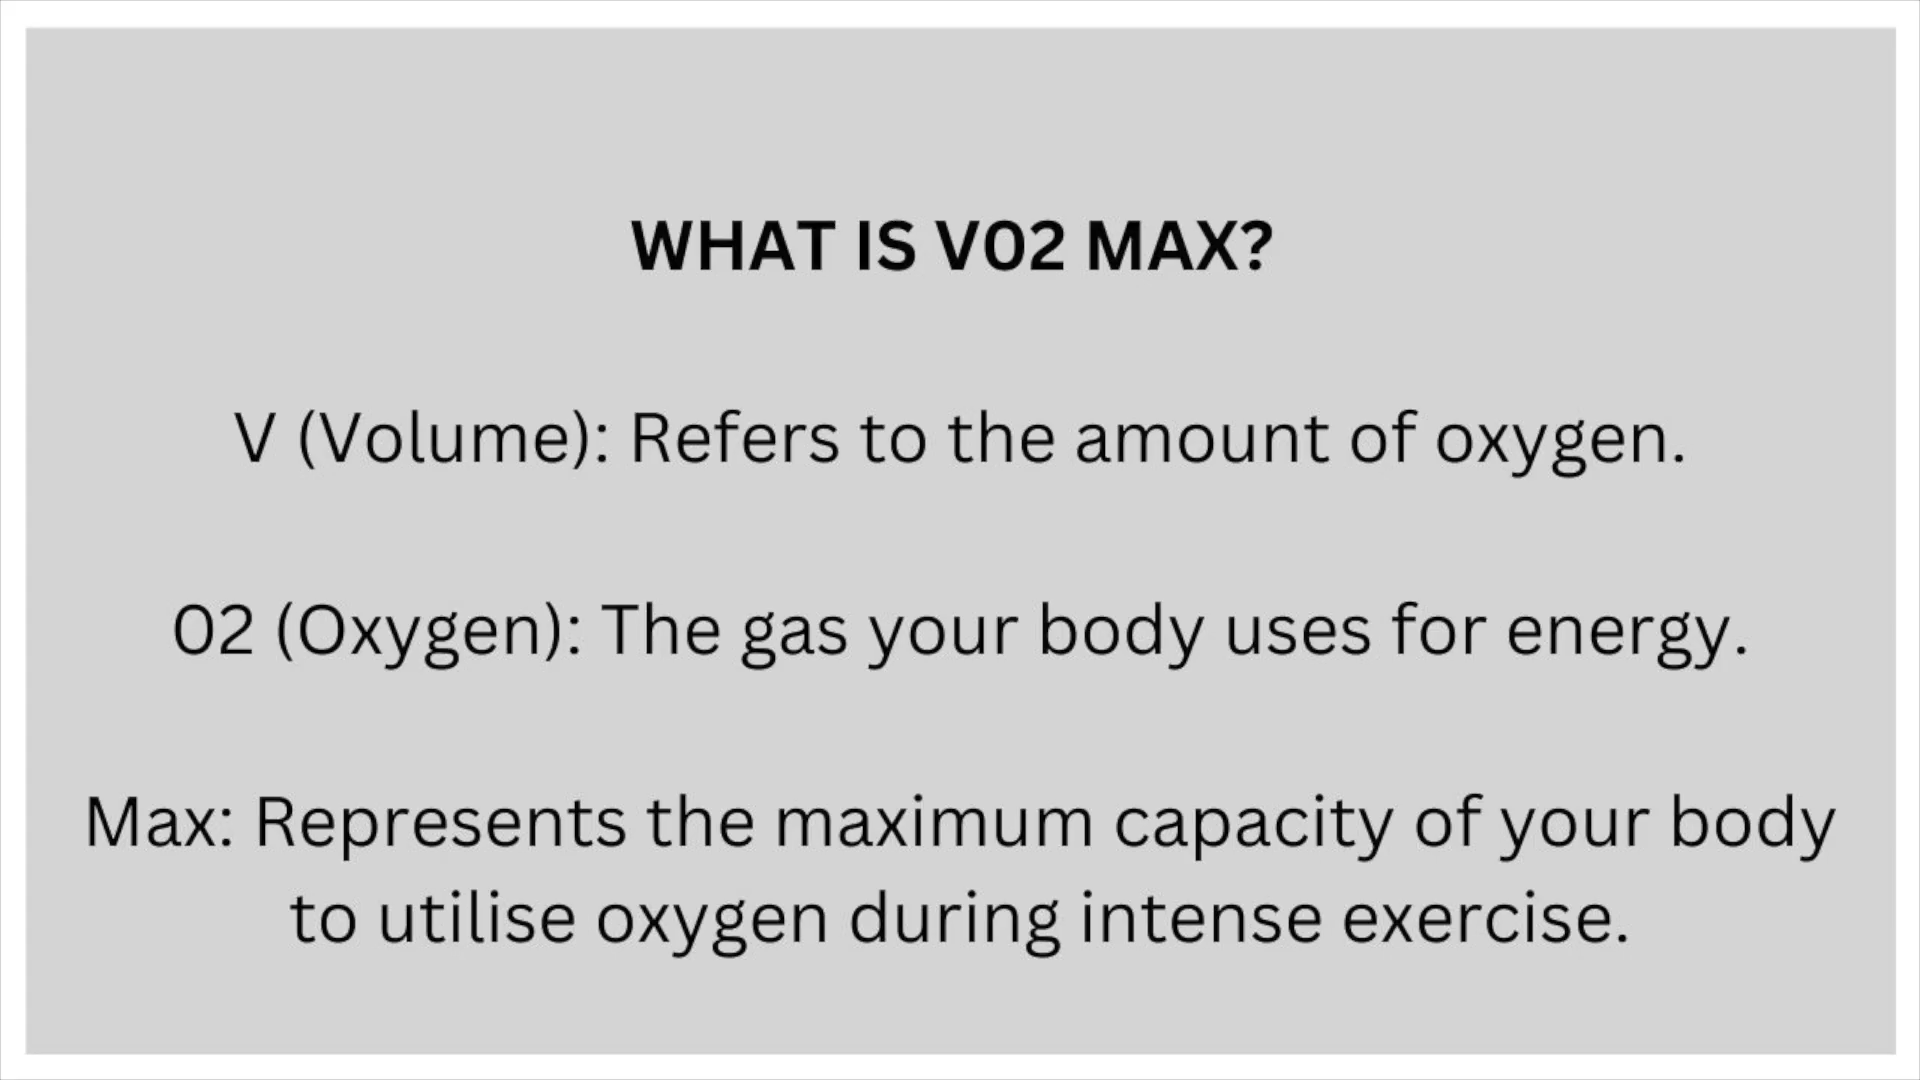 WHAT IS V02 MAX?
V (Volume): Refers to the amount of oxygen.
02 (Oxygen): The gas your body uses for energy.
Max: Represents the maximum capacity of your body
to utilise oxygen during intense exercise.